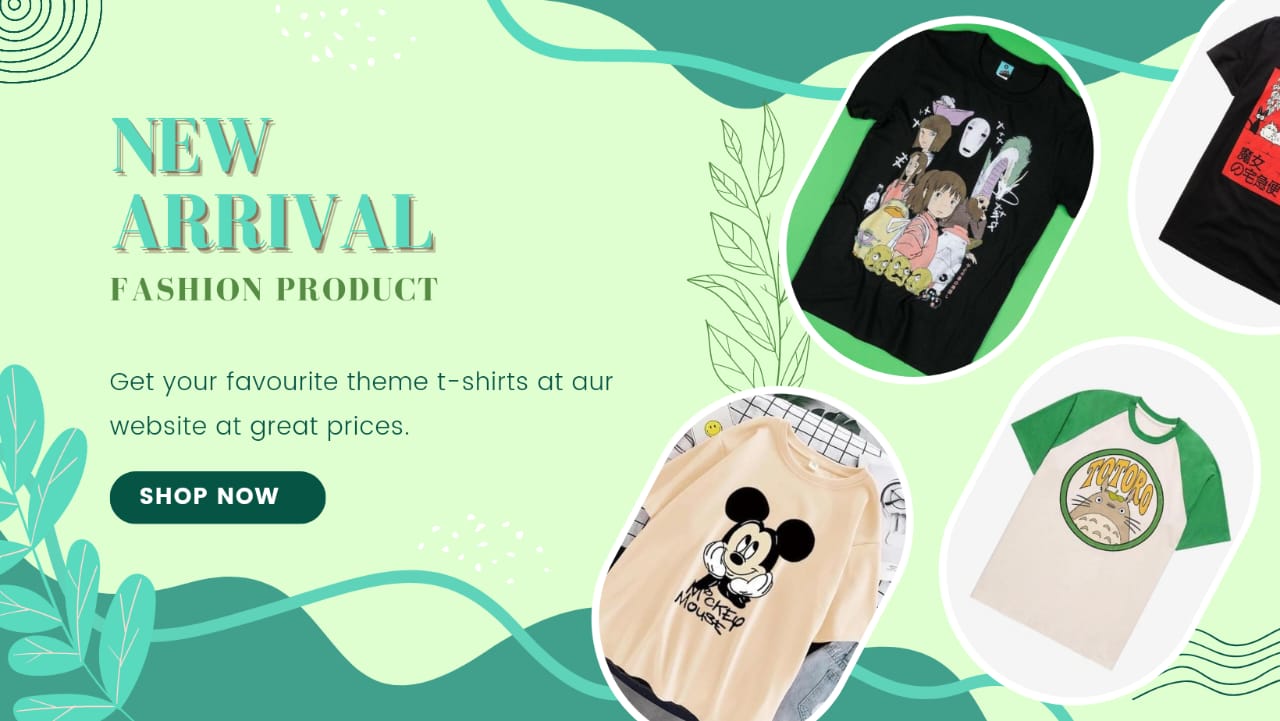 NEW
ARRIVAL
FASHION PRODUCT
Get your favourite theme t-shirts at aur
website at great prices.
SHOP NOW
魔女
の宅急便
TOTORO
MICKEY
MOUSE